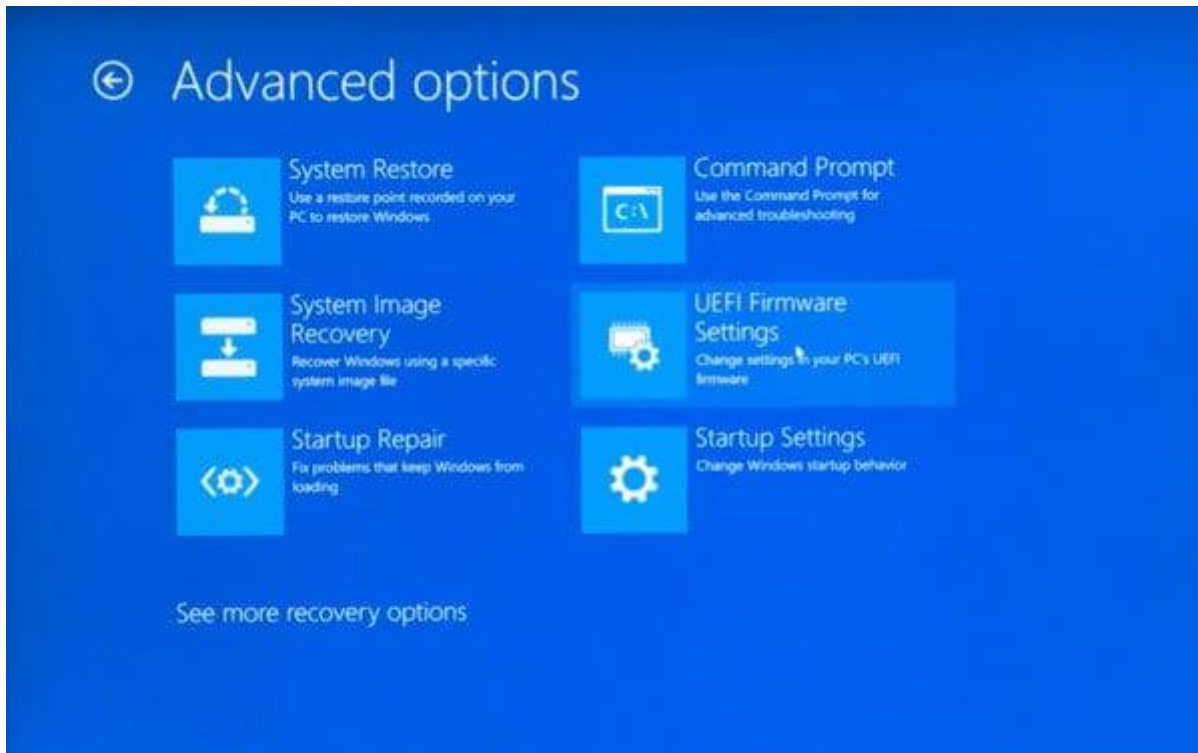 Advanced options
System Restore
Use a restore point recorded on your
PC to restore Windows
Command Prompt
Use the Command Prompt for
advanced troubleshooting
System Image
Recovery
Recover Windows using a specific
system image file
UEFI Firmware
Settings
Change settings in your PC's UEFI
firmware
Startup Repair
Fix problems that keep Windows from
loading
Startup Settings
Change Windows startup behavior
See more recovery options
C:\